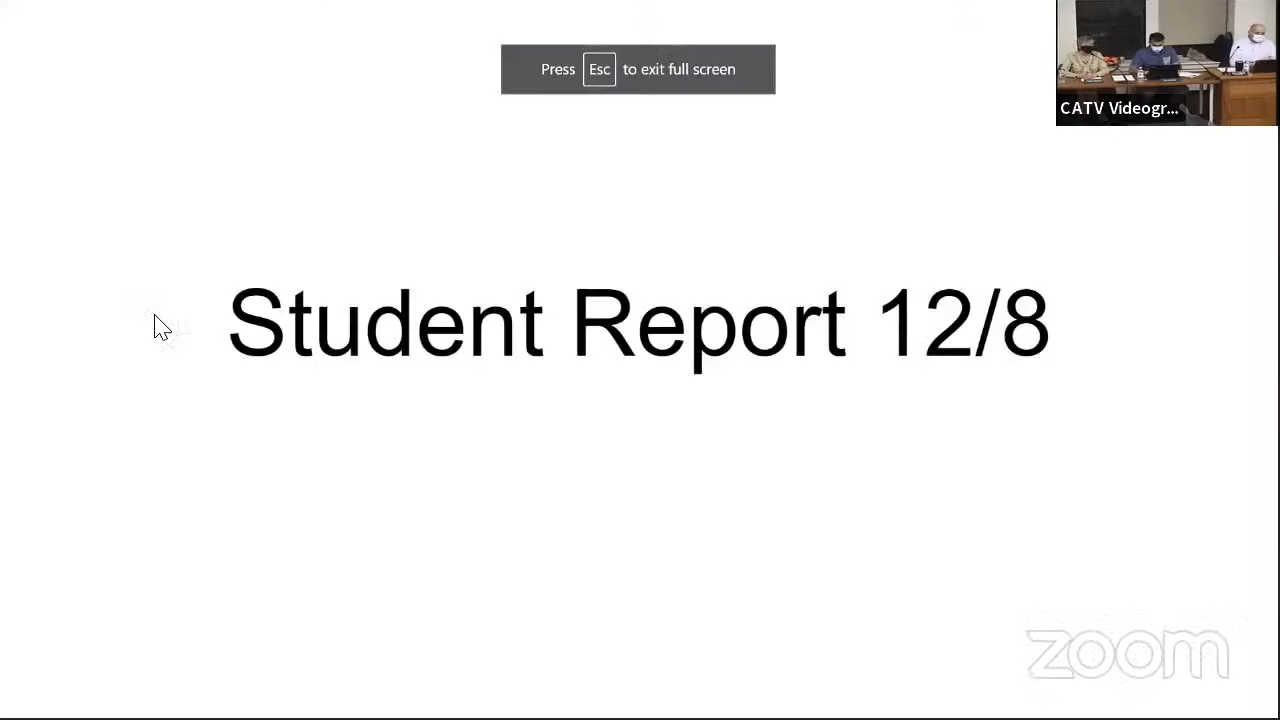 Press Esc to exit full screen
CATV Videogr...
Student Report 12/8
zoom